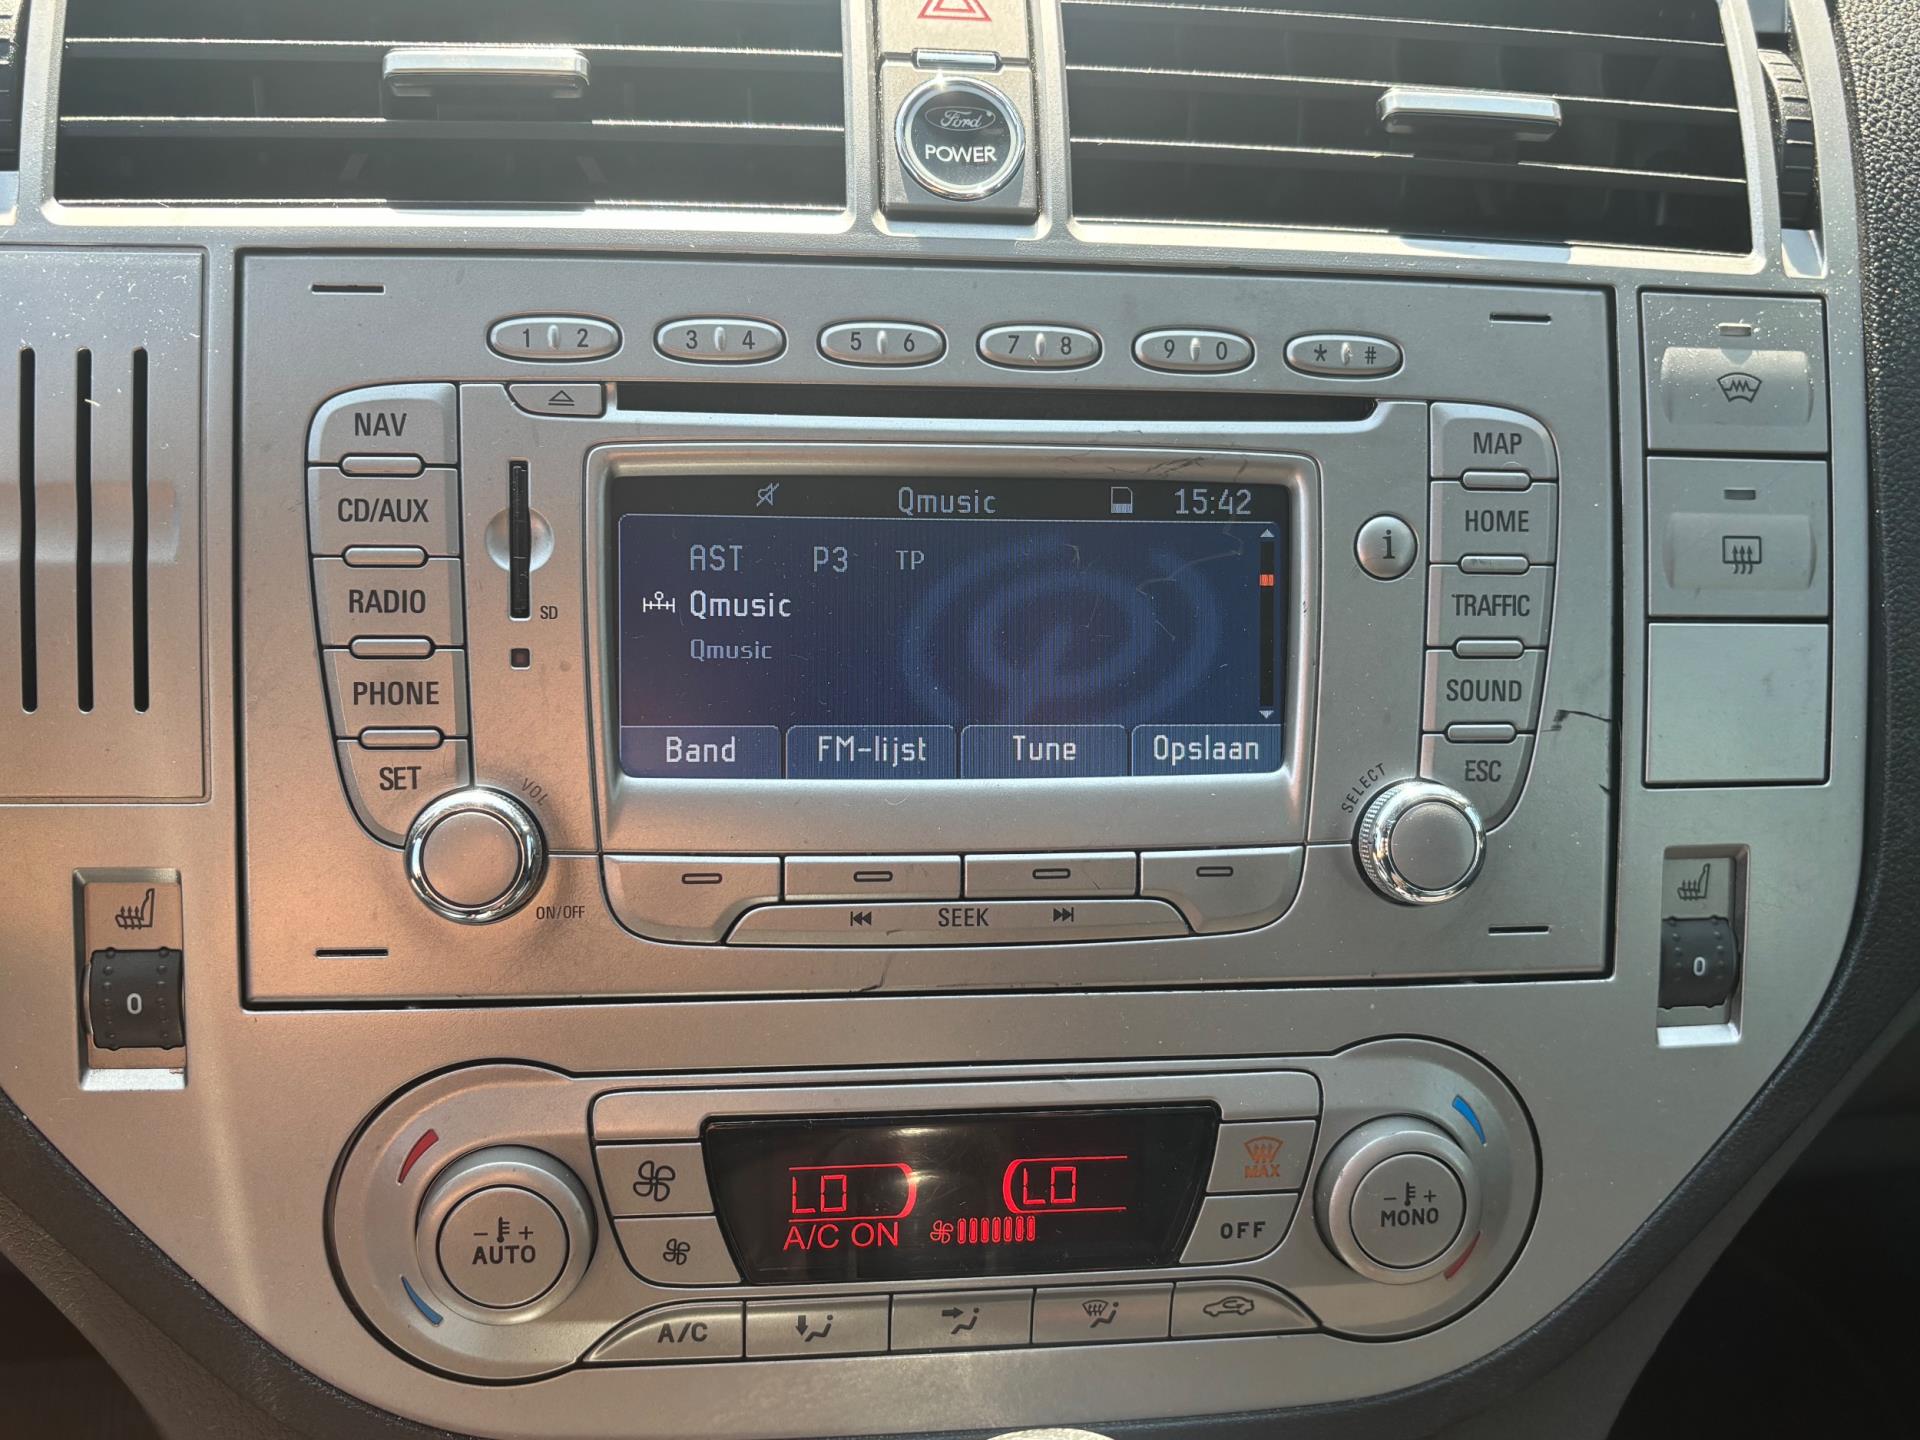 Ford
POWER
1 2 3 4 5 6 7 8 9 0 * #
NAV
CD/AUX
RADIO
PHONE
SET
SD
VOL
ON/OFF
Qmusic 15:42
AST P3 TP
Qmusic
Qmusic
Band FM-lijst Tune Opslaan
i
MAP
HOME
TRAFFIC
SOUND
ESC
SELECT
SEEK
0
0
AUTO
LO LO
A/C ON
MAX
OFF
MONO
A/C